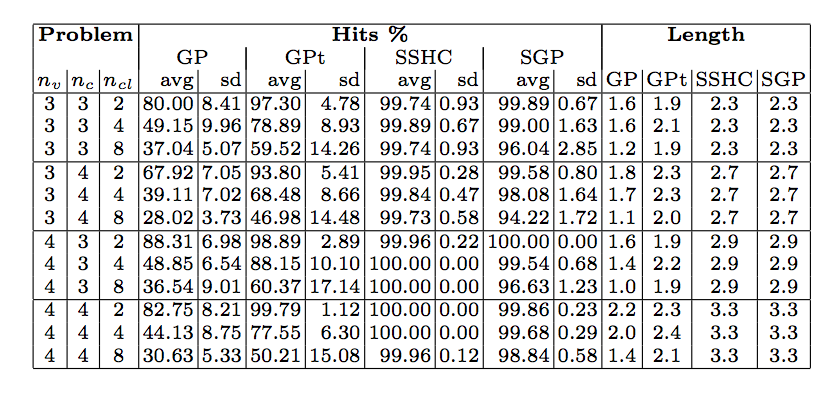 Problem Hits % Length
GP GPt SSHC SGP
n_v n_c n_cl avg sd avg sd avg sd avg sd GP GPt SSHC SGP
3 3 2 80.00 8.41 97.30 4.78 99.74 0.93 99.89 0.67 1.6 1.9 2.3 2.3
3 3 4 49.15 9.96 78.89 8.93 99.89 0.67 99.00 1.63 1.6 2.1 2.3 2.3
3 3 8 37.04 5.07 59.52 14.26 99.74 0.93 96.04 2.85 1.2 1.9 2.3 2.3
3 4 2 67.92 7.05 93.80 5.41 99.95 0.28 99.58 0.80 1.8 2.3 2.7 2.7
3 4 4 39.11 7.02 68.48 8.66 99.84 0.47 98.08 1.64 1.7 2.3 2.7 2.7
3 4 8 28.02 3.73 46.98 14.48 99.73 0.58 94.22 1.72 1.1 2.0 2.7 2.7
4 3 2 88.31 6.98 98.89 2.89 99.96 0.22 100.00 0.00 1.6 1.9 2.9 2.9
4 3 4 48.85 6.54 88.15 10.10 100.00 0.00 99.54 0.68 1.4 2.2 2.9 2.9
4 3 8 36.54 9.01 60.37 17.14 100.00 0.00 96.63 1.23 1.0 1.9 2.9 2.9
4 4 2 82.75 8.21 99.79 1.12 100.00 0.00 99.86 0.23 2.2 2.3 3.3 3.3
4 4 4 44.13 8.75 77.55 6.30 100.00 0.00 99.68 0.29 2.0 2.4 3.3 3.3
4 4 8 30.63 5.33 50.21 15.08 99.96 0.12 98.84 0.58 1.4 2.1 3.3 3.3